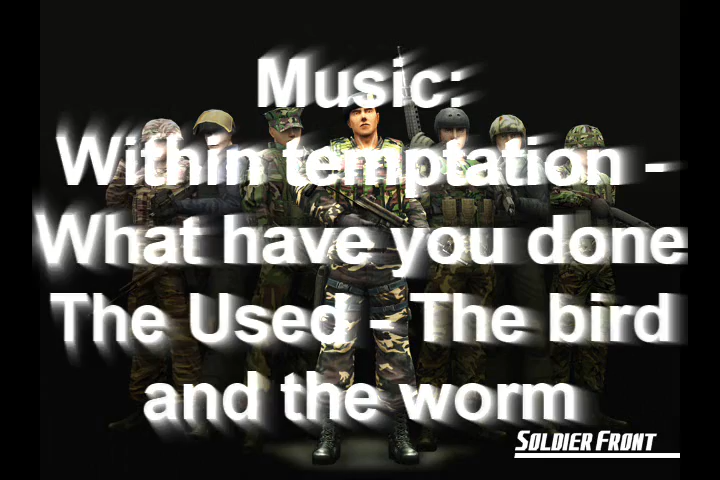 Music:
Within temptation -
What have you done
The Used - The bird
and the worm
SOLDIER FRONT